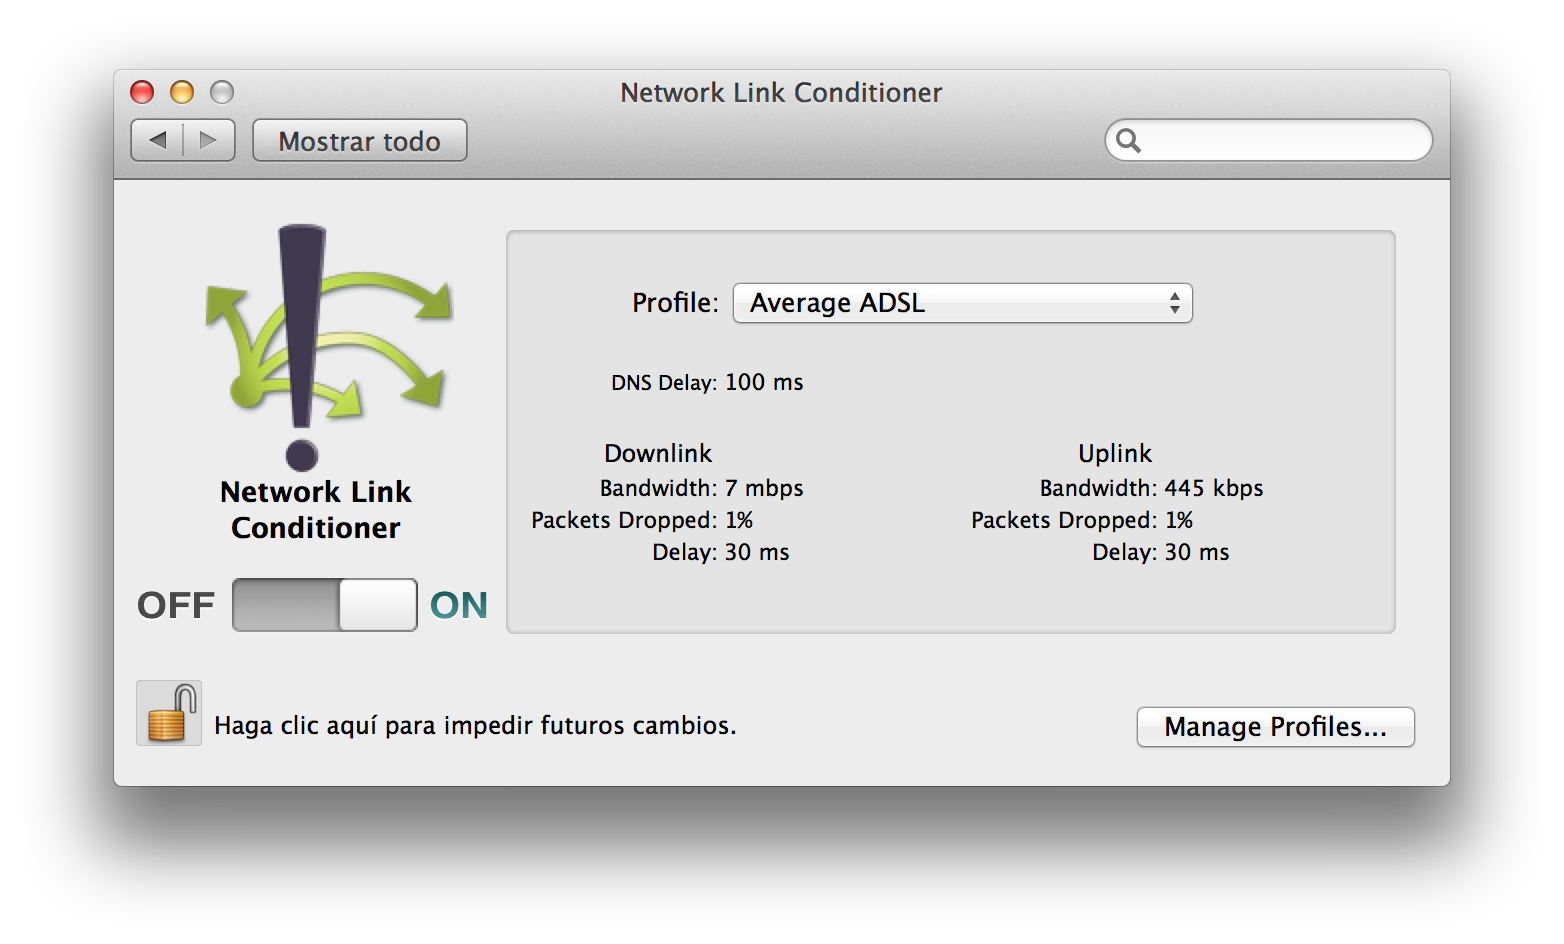 Network Link Conditioner
Mostrar todo
Network Link
Conditioner
OFF ON
Profile: Average ADSL
DNS Delay: 100 ms
Downlink
Bandwidth: 7 mbps
Packets Dropped: 1%
Delay: 30 ms
Uplink
Bandwidth: 445 kbps
Packets Dropped: 1%
Delay: 30 ms
Haga clic aquí para impedir futuros cambios.
Manage Profiles...